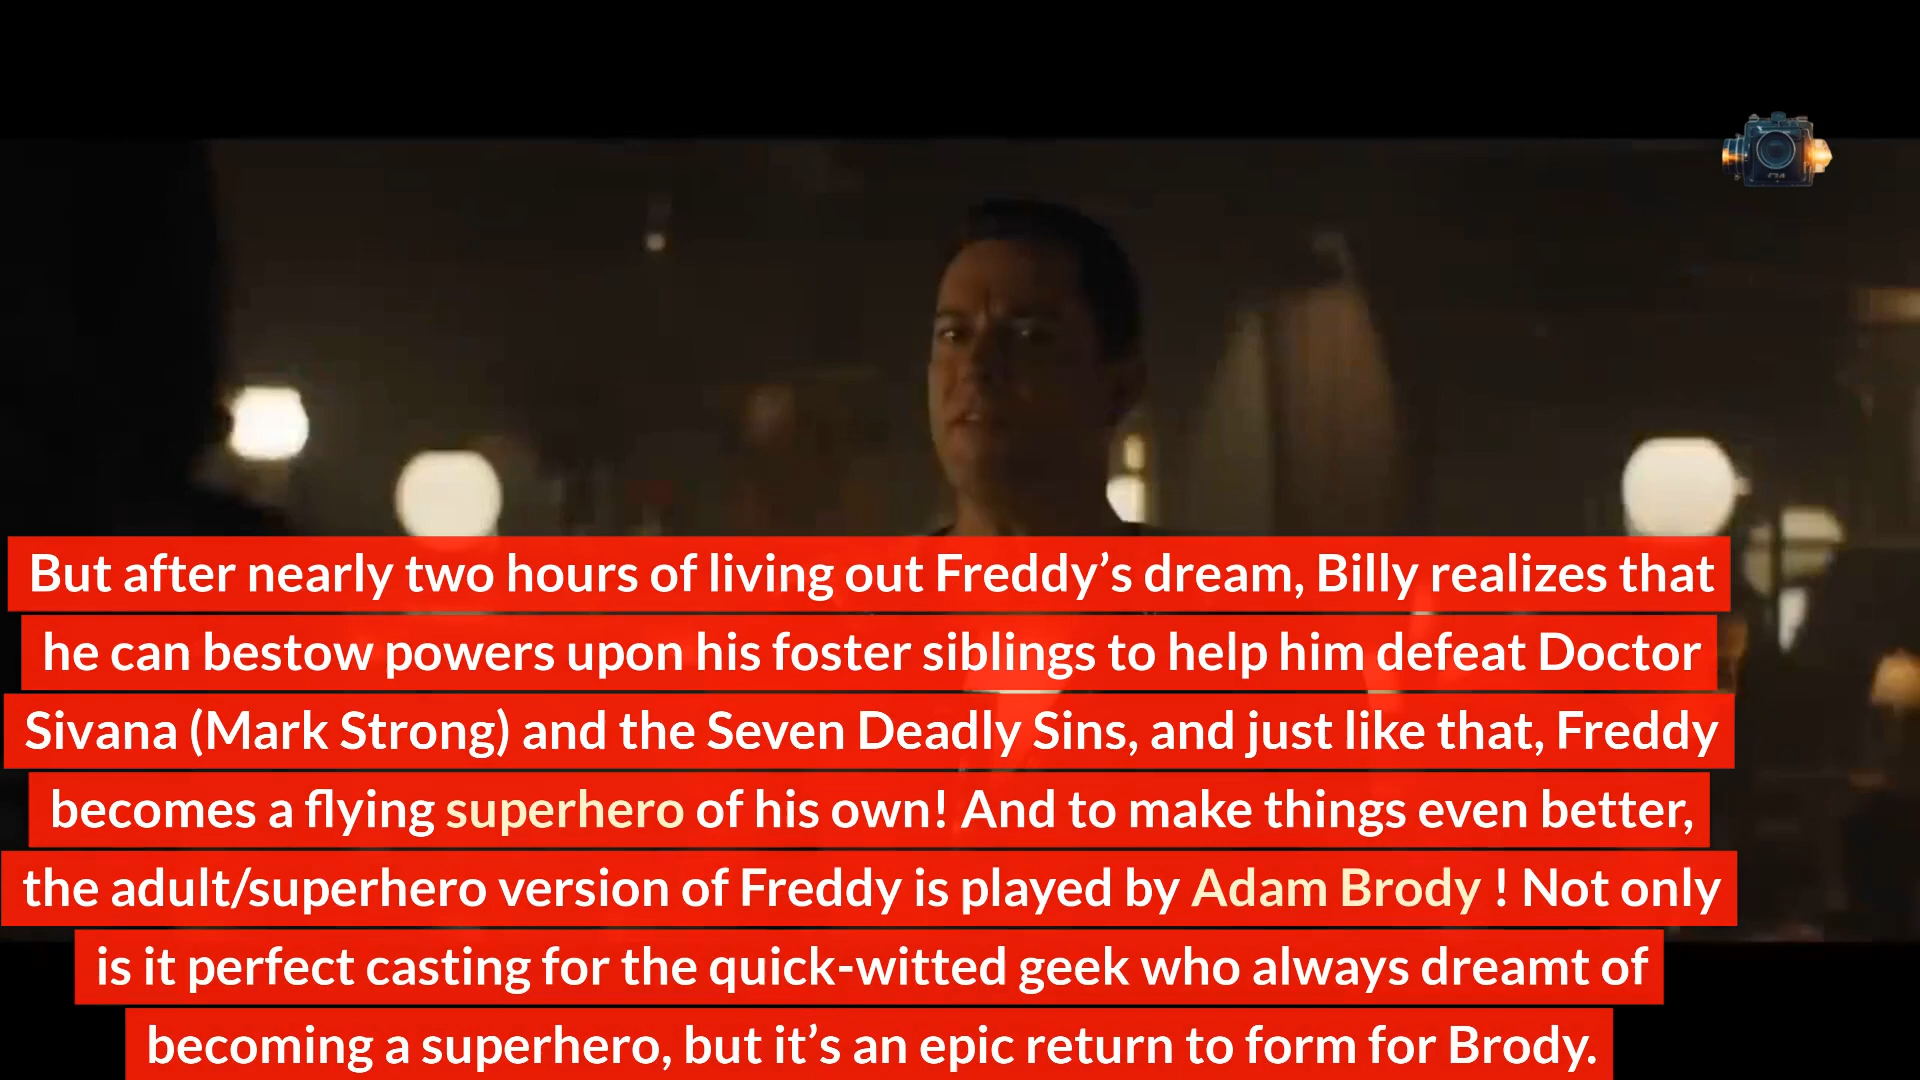 But after nearly two hours of living out Freddy’s dream, Billy realizes that
he can bestow powers upon his foster siblings to help him defeat Doctor
Sivana (Mark Strong) and the Seven Deadly Sins, and just like that, Freddy
becomes a flying superhero of his own! And to make things even better,
the adult/superhero version of Freddy is played by Adam Brody ! Not only
is it perfect casting for the quick-witted geek who always dreamt of
becoming a superhero, but it’s an epic return to form for Brody.